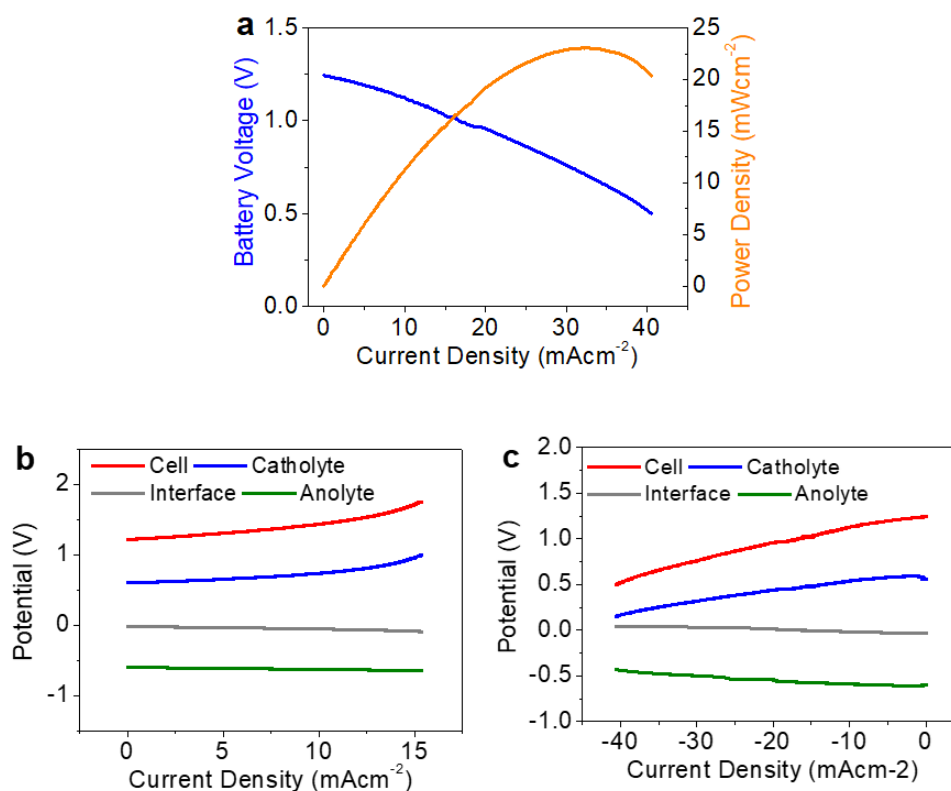 a
Battery Voltage (V)
1.5
1.0
0.5
0.0
25
20
15
10
5
0
Power Density (mWcm-2)
0 10 20 30 40
Current Density (mAcm-2)
b
Cell Catholyte
Interface Anolyte
Potential (V)
2
1
0
-1
0 5 10 15
Current Density (mAcm-2)
c
Cell Catholyte
Interface Anolyte
Potential (V)
2.0
1.5
1.0
0.5
0.0
-0.5
-1.0
-40 -30 -20 -10 0
Current Density (mAcm-2)